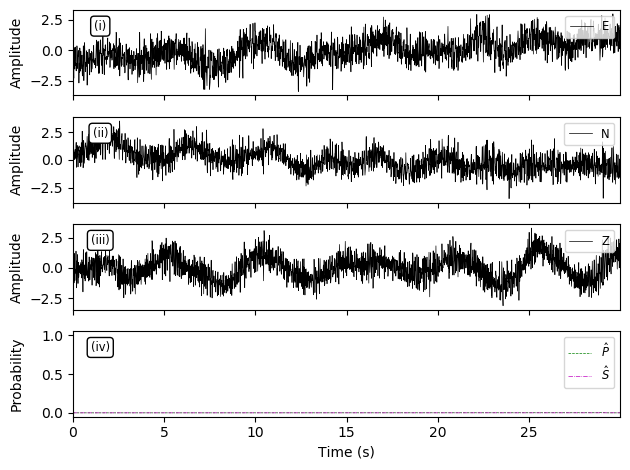 Amplitude
2.5
0.0
−2.5
(i)
E
Amplitude
2.5
0.0
−2.5
(ii)
N
Amplitude
2.5
0.0
−2.5
(iii)
Z
Probability
1.0
0.5
0.0
(iv)
P̂
Ŝ
0 5 10 15 20 25
Time (s)